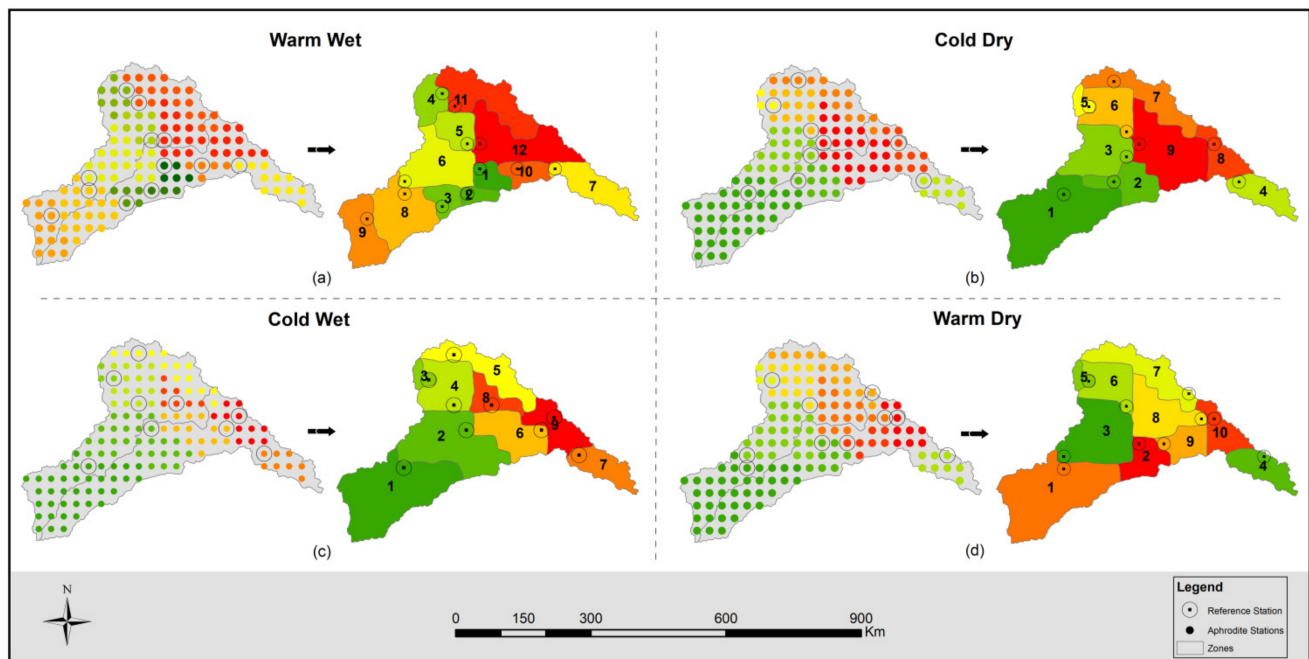 Warm Wet
4
11
5
12
6
1
10
2
3
7
8
9
(a)
Cold Dry
5
6
7
3
9
8
2
4
1
(b)
Cold Wet
5
3
4
8
9
2
6
7
1
(c)
Warm Dry
7
5
6
8
10
3
9
2
4
1
(d)
N
0 150 300 600 900
Km
Legend
Reference Station
Aphrodite Stations
Zones